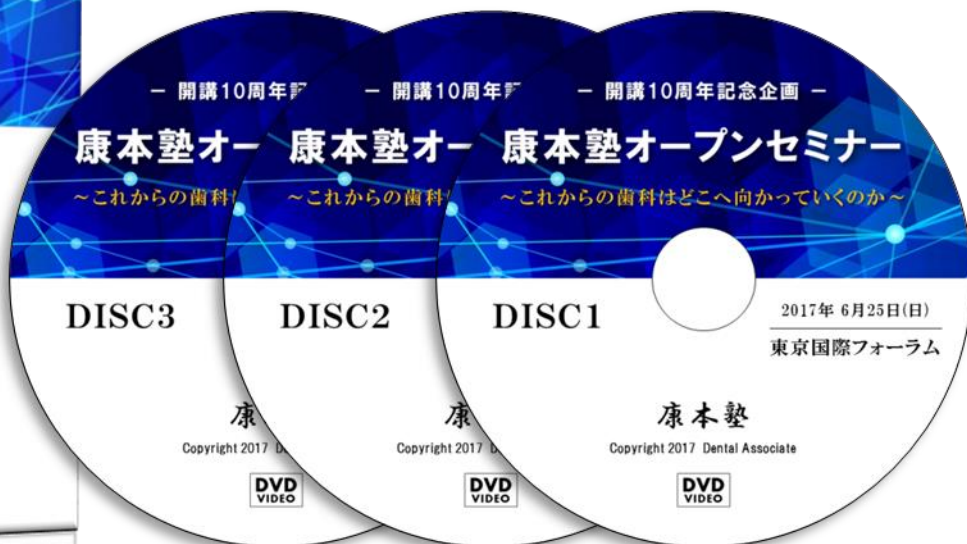 － 開講10周年記
康本塾オー
～これからの歯科
DISC3
康
Copyright 2017 D
DVD
VIDEO
－ 開講10周年記
康本塾オー
～これからの歯科
DISC2
康
Copyright 2017 D
DVD
VIDEO
－ 開講10周年記念企画 －
康本塾オープンセミナー
～これからの歯科はどこへ向かっていくのか～
DISC1
2017年 6月25日(日)
東京国際フォーラム
康本塾
Copyright 2017 Dental Associate
DVD
VIDEO